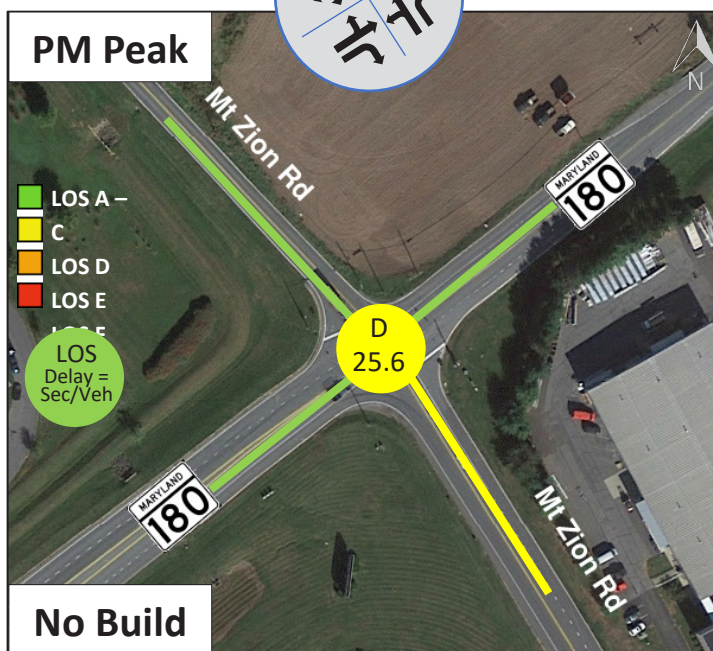 PM Peak
N
Mt Zion Rd
MARYLAND
180
LOS A –
C
LOS D
LOS E
LOS F
LOS
Delay =
Sec/Veh
D
25.6
MARYLAND
180
Mt Zion Rd
No Build